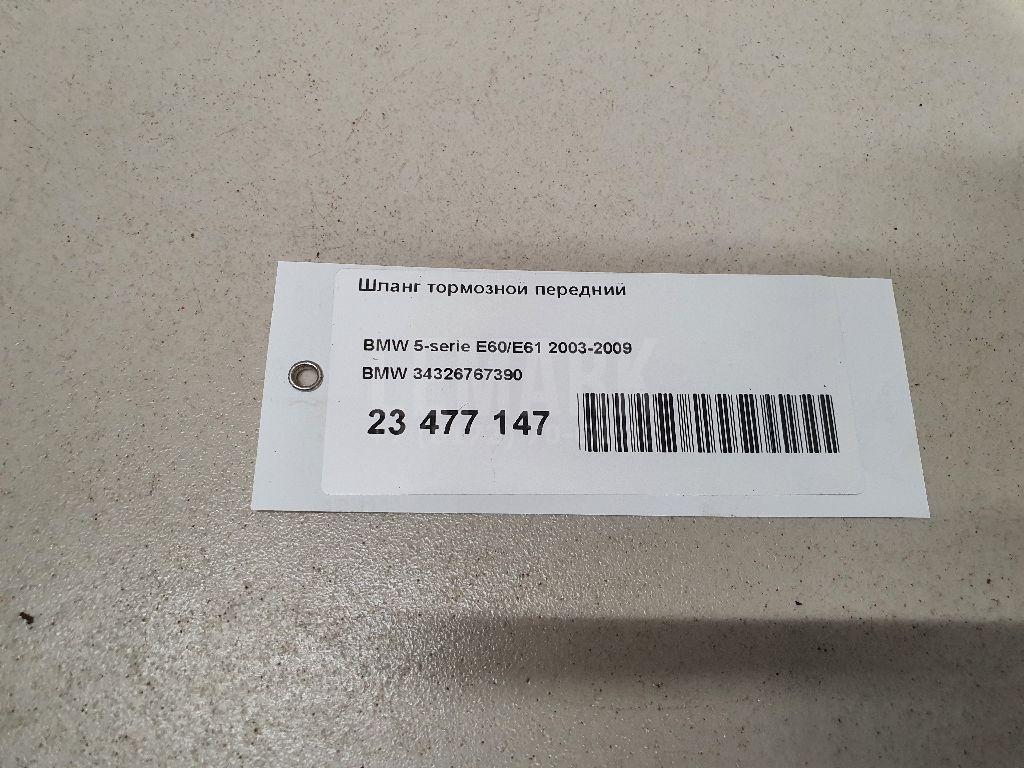 Шланг тормозной передний
BMW 5-serie E60/E61 2003-2009
BMW 34326767390
23 477 147